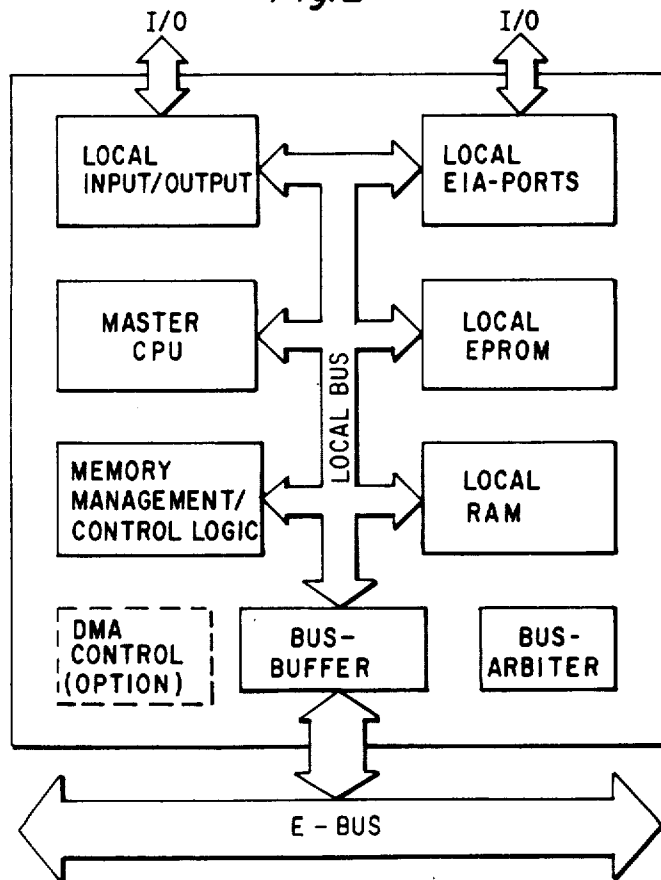 I/O
I/O
LOCAL
INPUT/OUTPUT
LOCAL
EIA-PORTS
MASTER
CPU
LOCAL
EPROM
LOCAL BUS
MEMORY
MANAGEMENT/
CONTROL LOGIC
LOCAL
RAM
DMA
CONTROL
(OPTION)
BUS-
BUFFER
BUS-
ARBITER
E-BUS